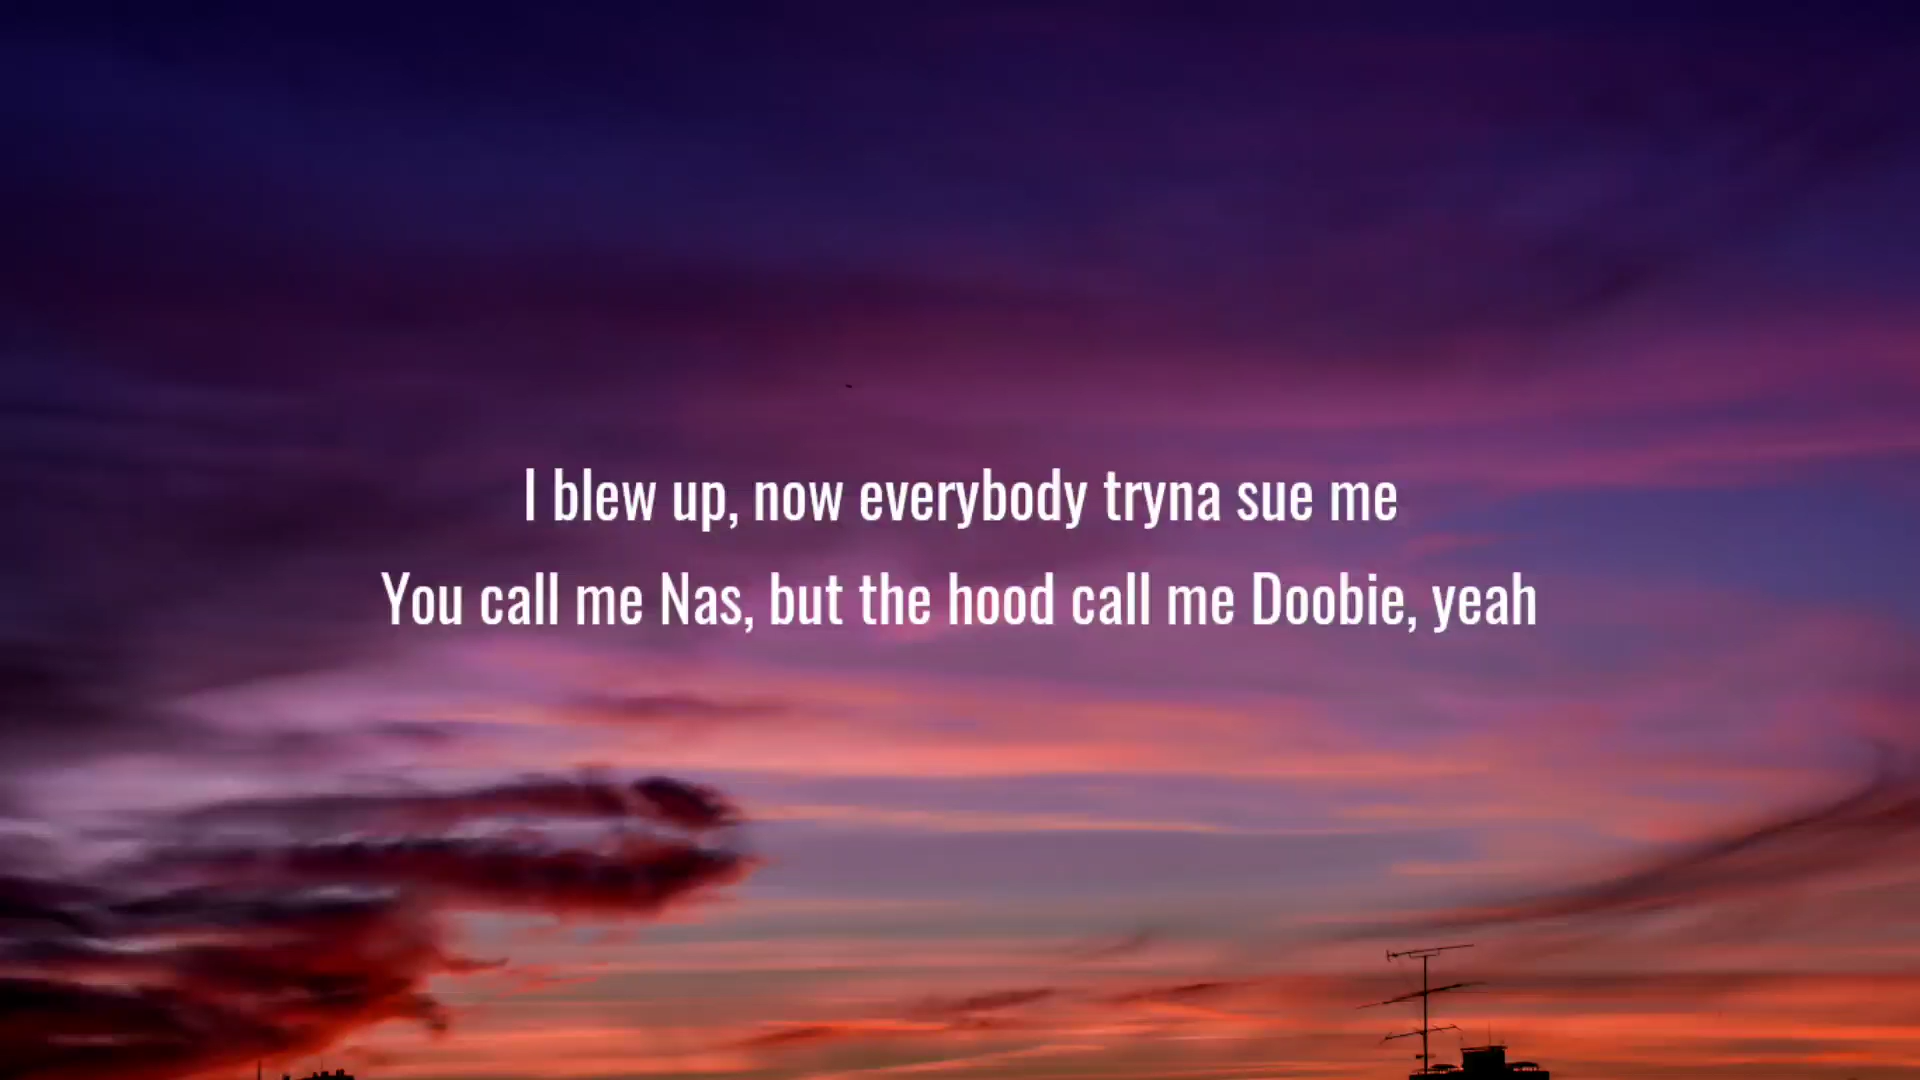 I blew up, now everybody tryna sue me
You call me Nas, but the hood call me Doobie, yeah